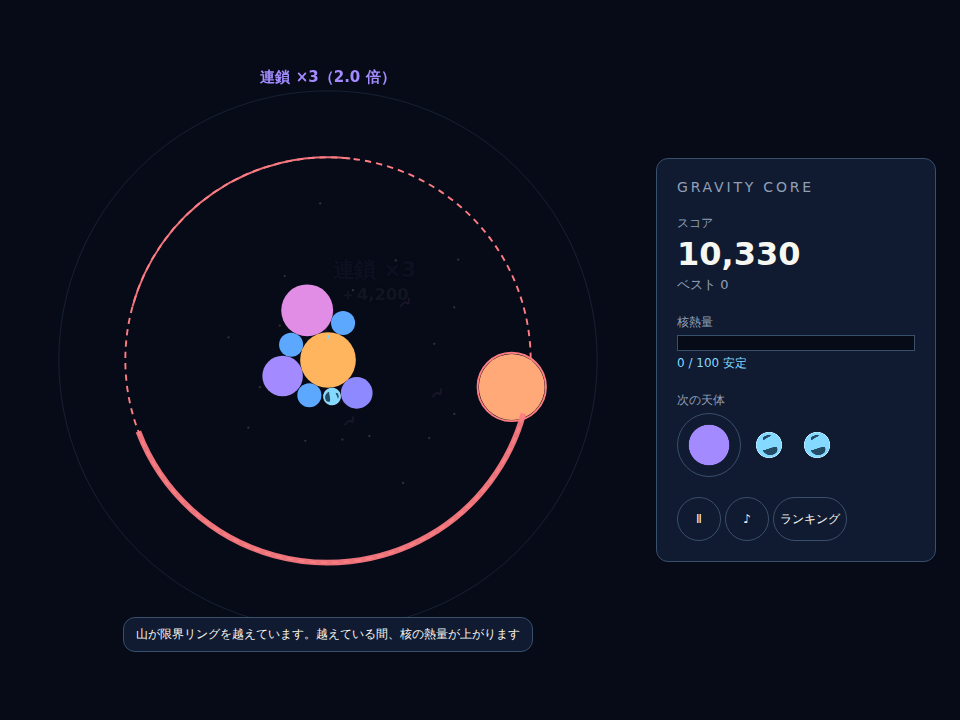 連鎖 ×3（2.0 倍）
連鎖 ×3
+4,200
GRAVITY CORE
スコア
10,330
ベスト 0
核熱量
0 / 100 安定
次の天体
Ⅱ
♪
ランキング
山が限界リングを越えています。越えている間、核の熱量が上がります